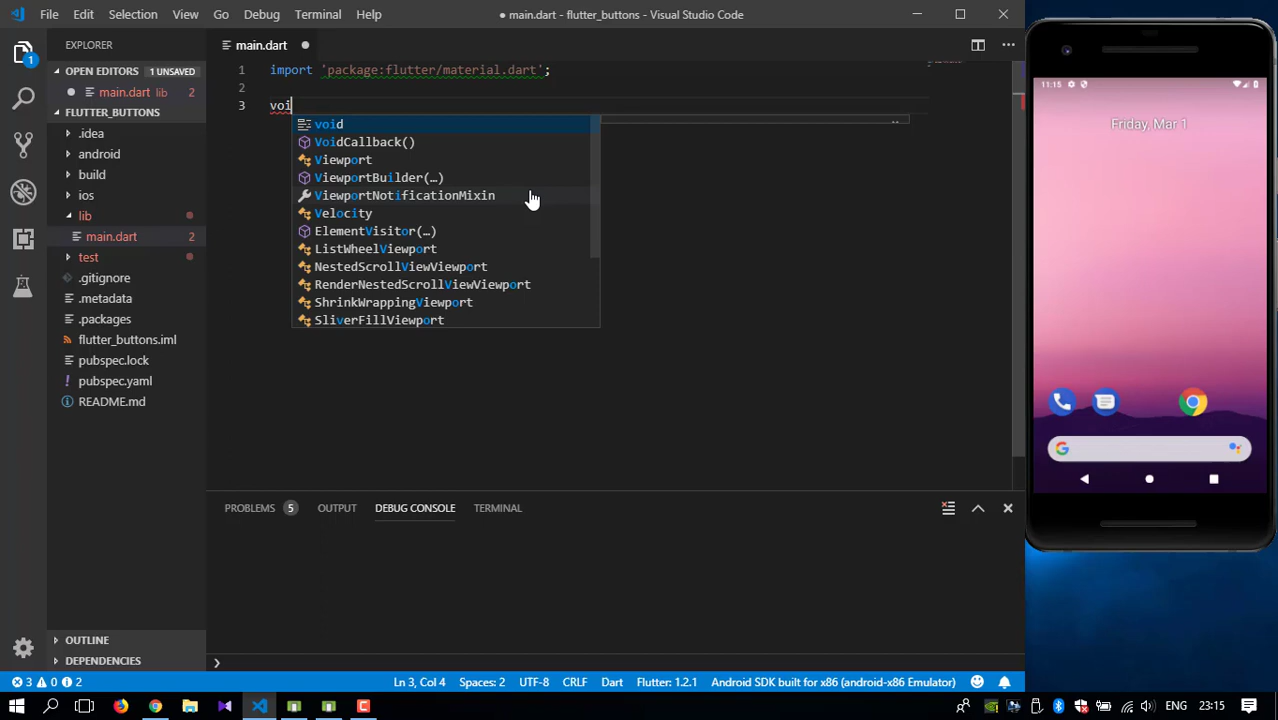 File Edit Selection View Go Debug Terminal Help
● main.dart - flutter_buttons - Visual Studio Code
EXPLORER
main.dart
OPEN EDITORS 1 UNSAVED
main.dart lib 2
FLUTTER_BUTTONS
.idea
android
build
ios
lib
main.dart 2
test
.gitignore
.metadata
.packages
flutter_buttons.iml
pubspec.lock
pubspec.yaml
README.md
OUTLINE
DEPENDENCIES
1
1 import 'package:flutter/material.dart';
2
3 voi
void
VoidCallback()
Viewport
ViewportBuilder(…)
ViewportNotificationMixin
Velocity
ElementVisitor(…)
ListWheelViewport
NestedScrollViewViewport
RenderNestedScrollViewViewport
ShrinkWrappingViewport
SliverFillViewport
PROBLEMS 5 OUTPUT DEBUG CONSOLE TERMINAL
3 0 2
Ln 3, Col 4 Spaces: 2 UTF-8 CRLF Dart Flutter: 1.2.1 Android SDK built for x86 (android-x86 Emulator)
ENG 23:15
11:15
Friday, Mar 1